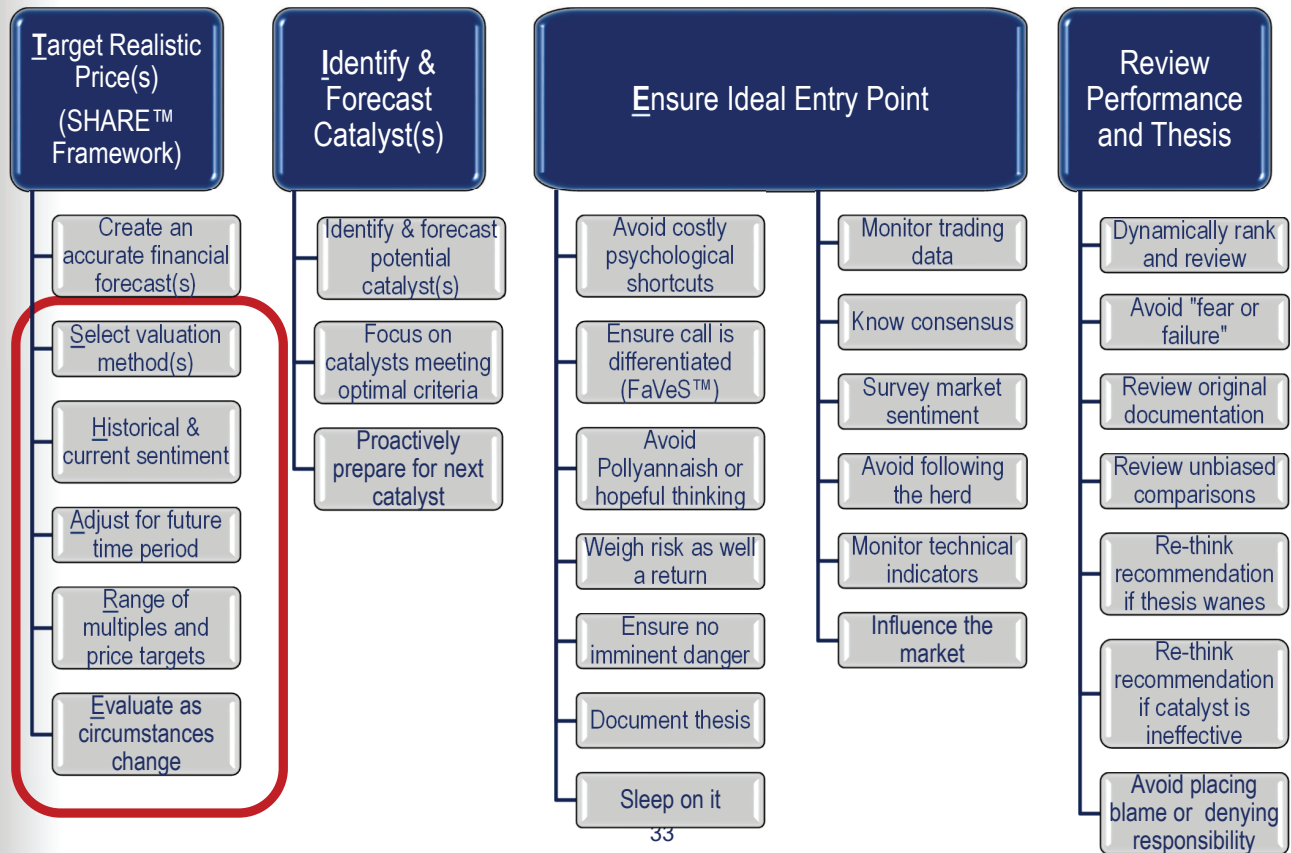 Target Realistic
Price(s)
(SHARE™
Framework)
Create an
accurate financial
forecast(s)
Select valuation
method(s)
Historical &
current sentiment
Adjust for future
time period
Range of
multiples and
price targets
Evaluate as
circumstances
change
Identify &
Forecast
Catalyst(s)
Identify & forecast
potential
catalyst(s)
Focus on
catalysts meeting
optimal criteria
Proactively
prepare for next
catalyst
Ensure Ideal Entry Point
Avoid costly
psychological
shortcuts
Ensure call is
differentiated
(FaVeS™)
Avoid
Pollyannaish or
hopeful thinking
Weigh risk as well
a return
Ensure no
imminent danger
Document thesis
Sleep on it
Monitor trading
data
Know consensus
Survey market
sentiment
Avoid following
the herd
Monitor technical
indicators
Influence the
market
Review
Performance
and Thesis
Dynamically rank
and review
Avoid "fear or
failure"
Review original
documentation
Review unbiased
comparisons
Re-think
recommendation
if thesis wanes
Re-think
recommendation
if catalyst is
ineffective
Avoid placing
blame or denying
responsibility
33